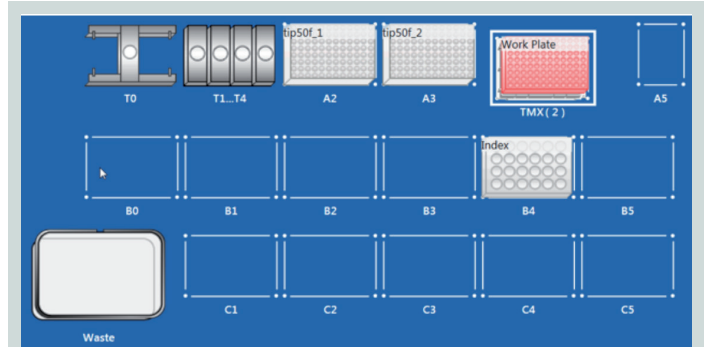 tip50f_1
tip50f_2
Work Plate
T0
T1...T4
A2
A3
TMX ( 2 )
A5
Index
B0
B1
B2
B3
B4
B5
C1
C2
C3
C4
C5
Waste